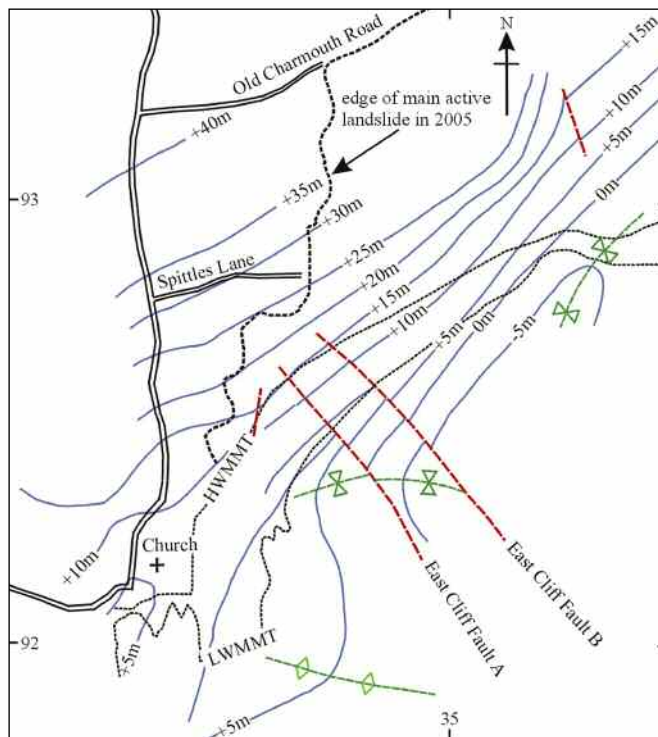 N
+15m
Old Charmouth Road
edge of main active
landslide in 2005
+10m
+5m
0m
+40m
93
+35m
+30m
+25m
Spittles Lane
+20m
+15m
+10m
+5m
0m
-5m
HWMMT
Church
+10m
East Cliff Fault B
East Cliff Fault A
92
+5m
LWMMT
+5m
35